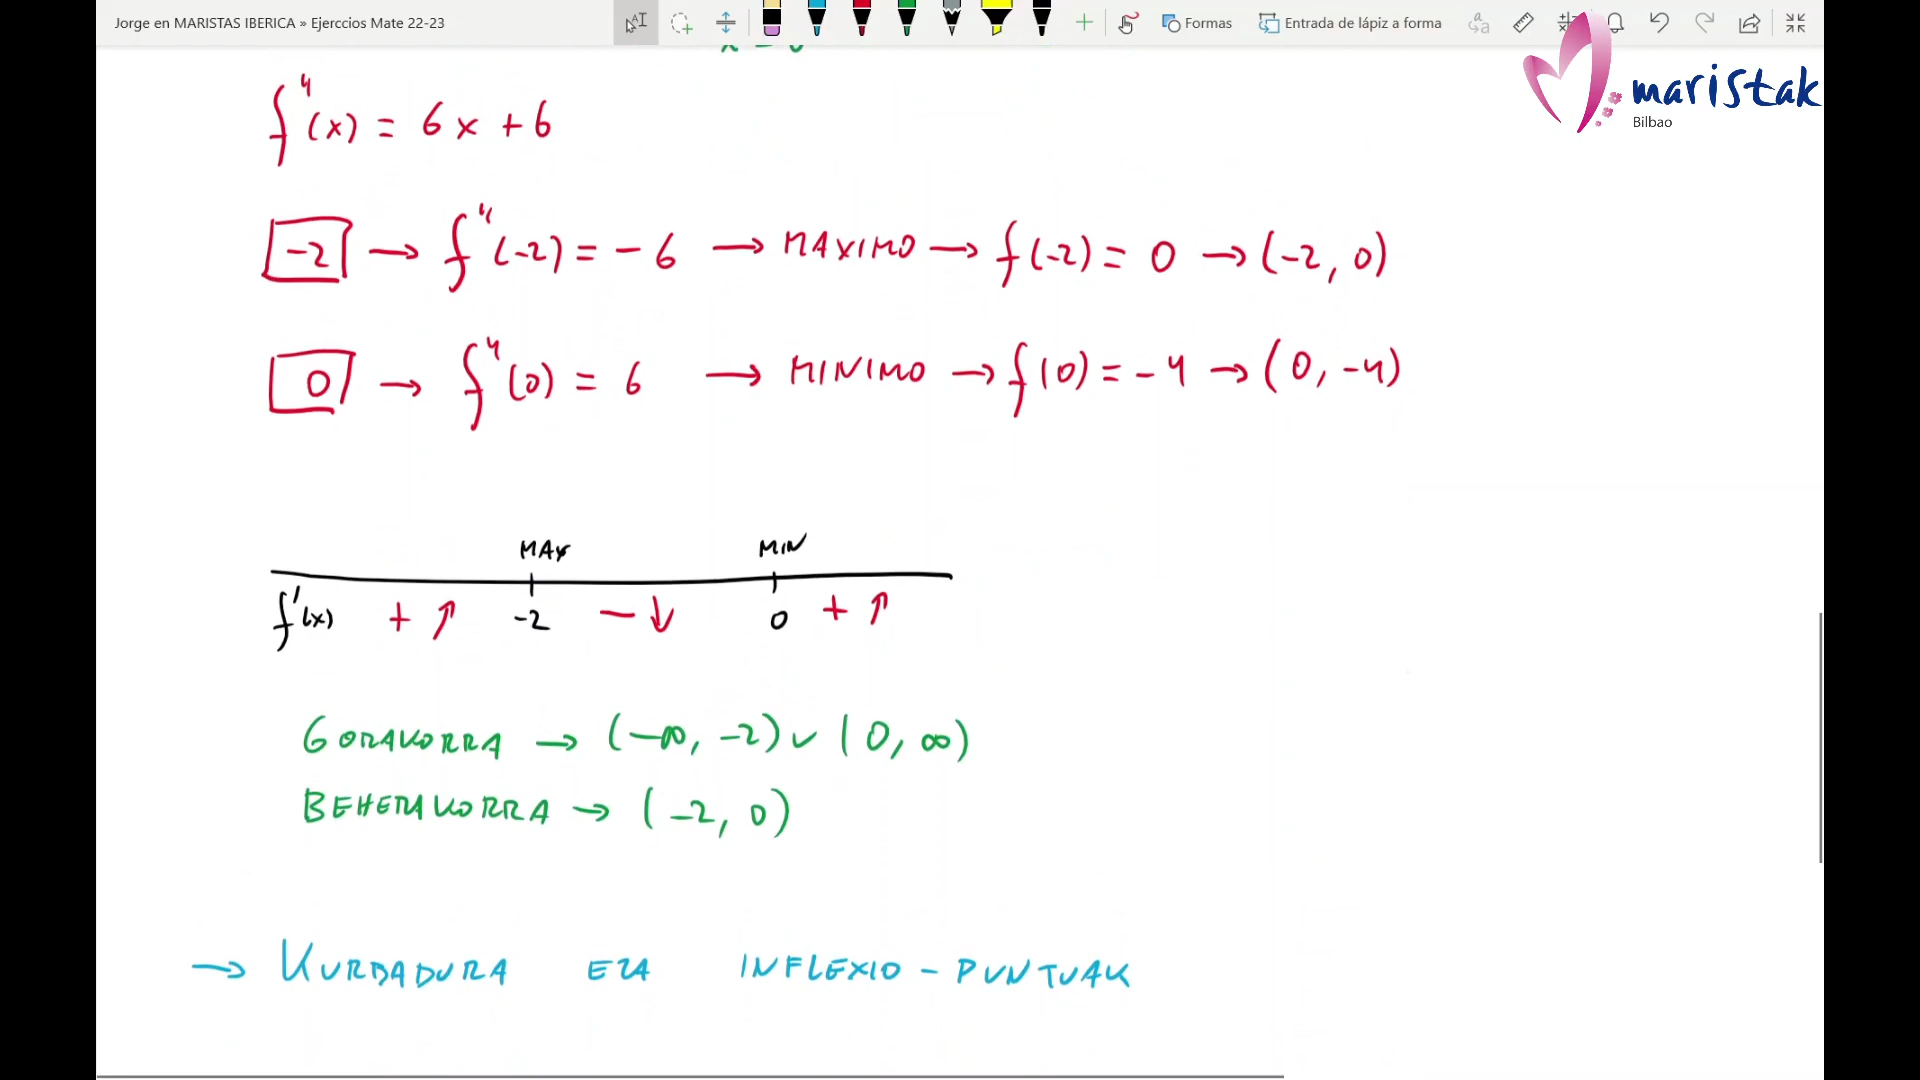 Jorge en MARISTAS IBERICA » Ejerccios Mate 22-23
Formas
Entrada de lápiz a forma
maristak
Bilbao
f''(x) = 6x + 6
-2 → f''(-2) = -6 → MAXIMO → f(-2) = 0 → (-2, 0)
0 → f''(0) = 6 → MINIMO → f(0) = -4 → (0, -4)
MAX MIN
f'(x) + ↑ -2 - ↓ 0 + ↑
GORAKORRA → (-∞, -2) ∪ (0, ∞)
BEHERAKORRA → (-2, 0)
→ KURBADURA ETA INFLEXIO - PUNTUAK